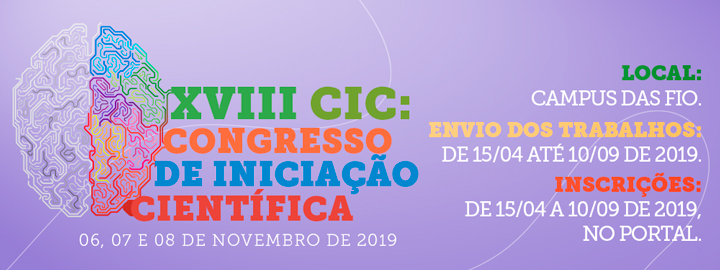 XVIII CIC:
CONGRESSO
DE INICIAÇÃO
CIENTÍFICA
06, 07 E 08 DE NOVEMBRO DE 2019
LOCAL:
CAMPUS DAS FIO.
ENVIO DOS TRABALHOS:
DE 15/04 ATÉ 10/09 DE 2019.
INSCRIÇÕES:
DE 15/04 A 10/09 DE 2019,
NO PORTAL.